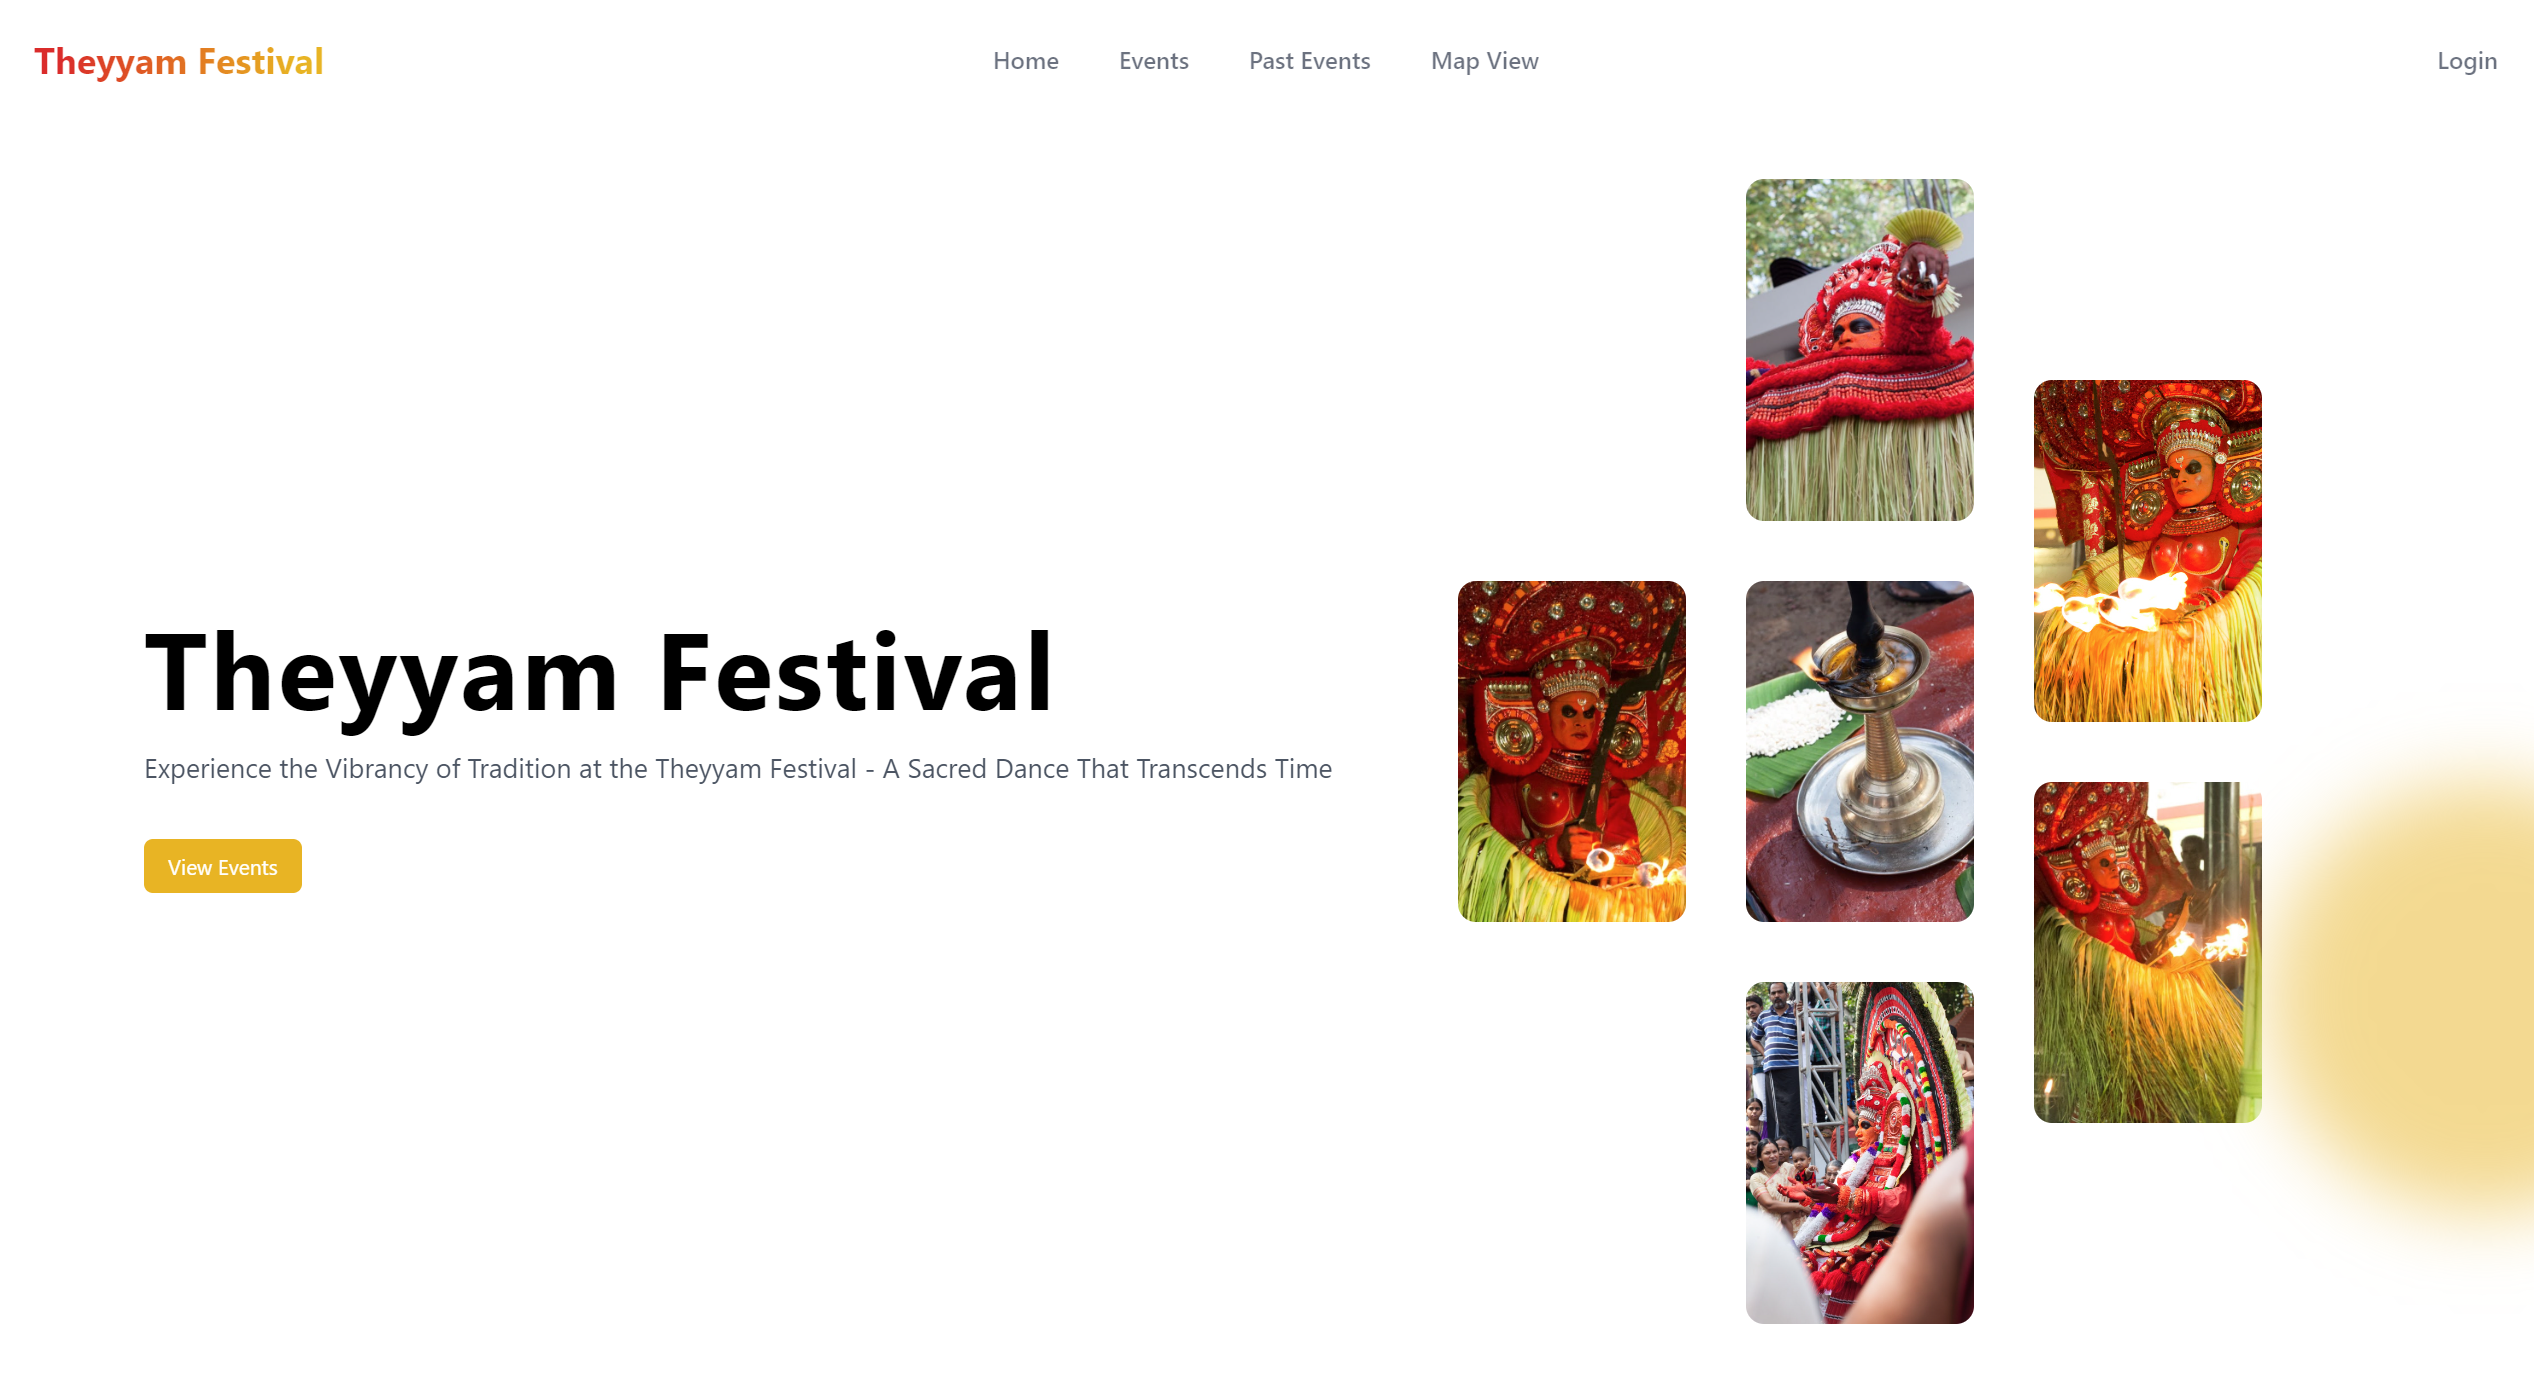 Theyyam Festival
Home
Events
Past Events
Map View
Login
Theyyam Festival
Experience the Vibrancy of Tradition at the Theyyam Festival - A Sacred Dance That Transcends Time
View Events